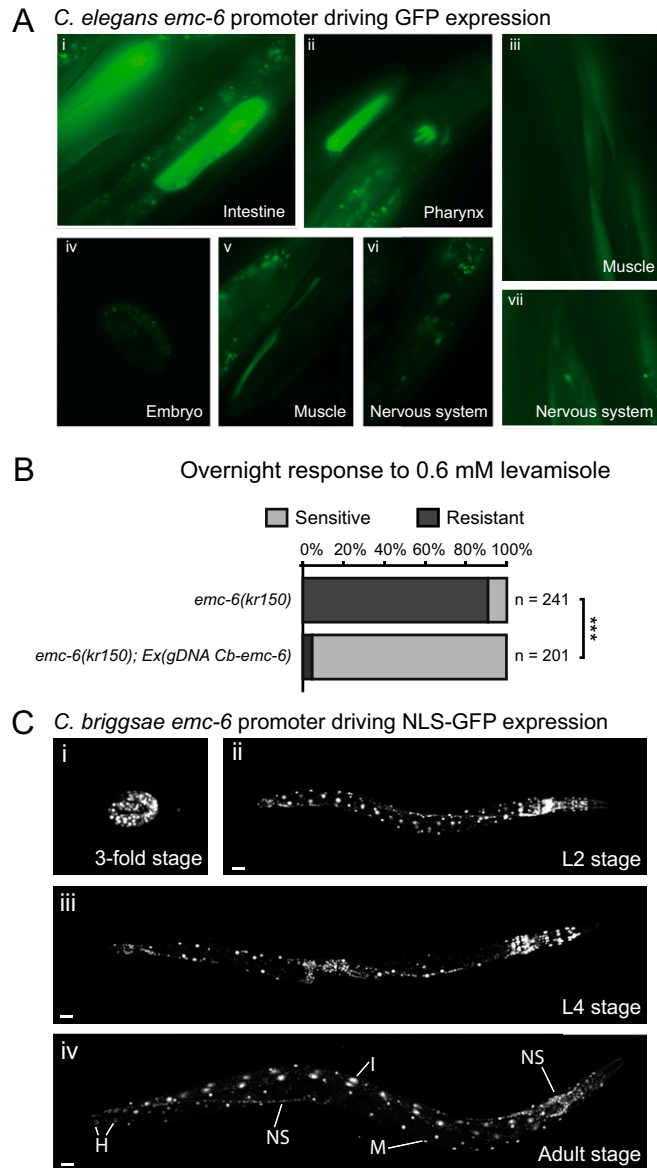 A
C. elegans emc-6 promoter driving GFP expression
i
Intestine
ii
Pharynx
iii
Muscle
iv
Embryo
v
Muscle
vi
Nervous system
vii
Nervous system
B
Overnight response to 0.6 mM levamisole
Sensitive Resistant
0% 20% 40% 60% 80% 100%
emc-6(kr150) n = 241
***
emc-6(kr150); Ex(gDNA Cb-emc-6) n = 201
C
C. briggsae emc-6 promoter driving NLS-GFP expression
i
3-fold stage
ii
L2 stage
iii
L4 stage
iv
I
NS
H
NS
M
Adult stage